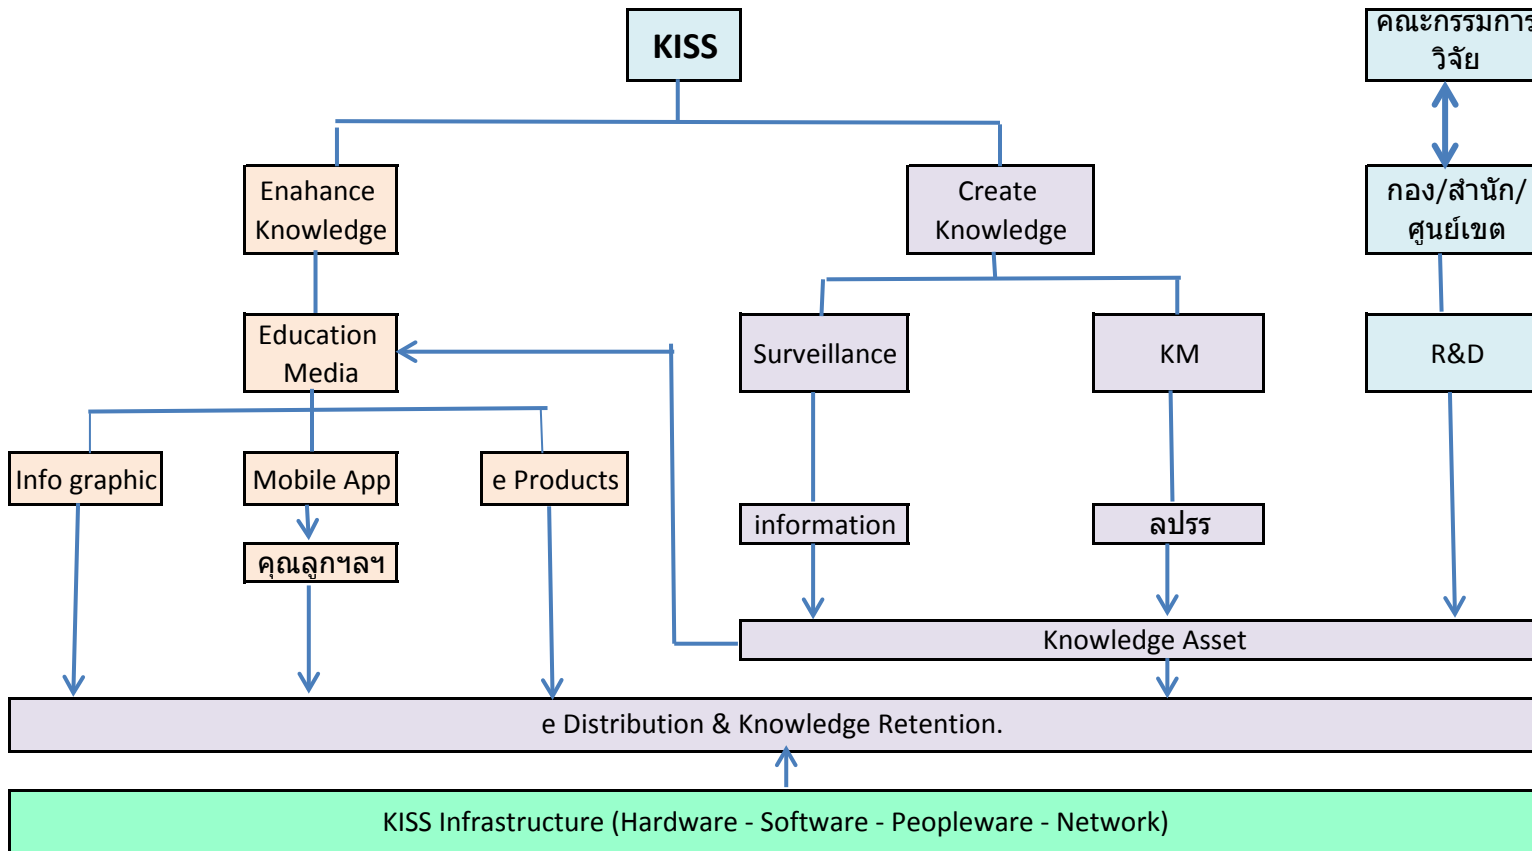 KISS
คณะกรรมการ
วิจัย
Enahance
Knowledge
Create
Knowledge
กอง/สำนัก/
ศูนย์เขต
Education
Media
Surveillance
KM
R&D
Info graphic
Mobile App
e Products
information
ลปรร
คุณลูกฯลฯ
Knowledge Asset
e Distribution & Knowledge Retention.
KISS Infrastructure (Hardware - Software - Peopleware - Network)